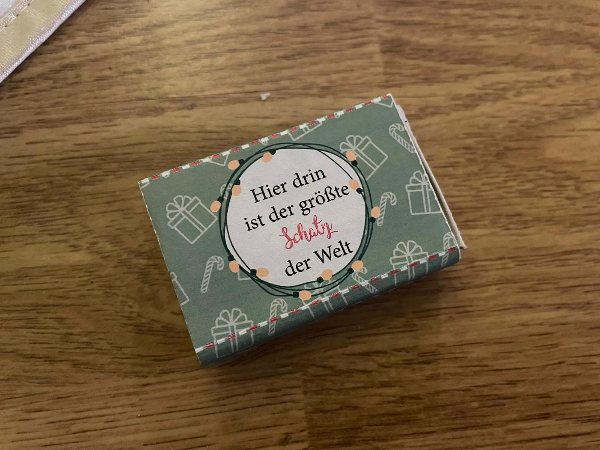 Hier drin
ist der größte
Schatz
der Welt